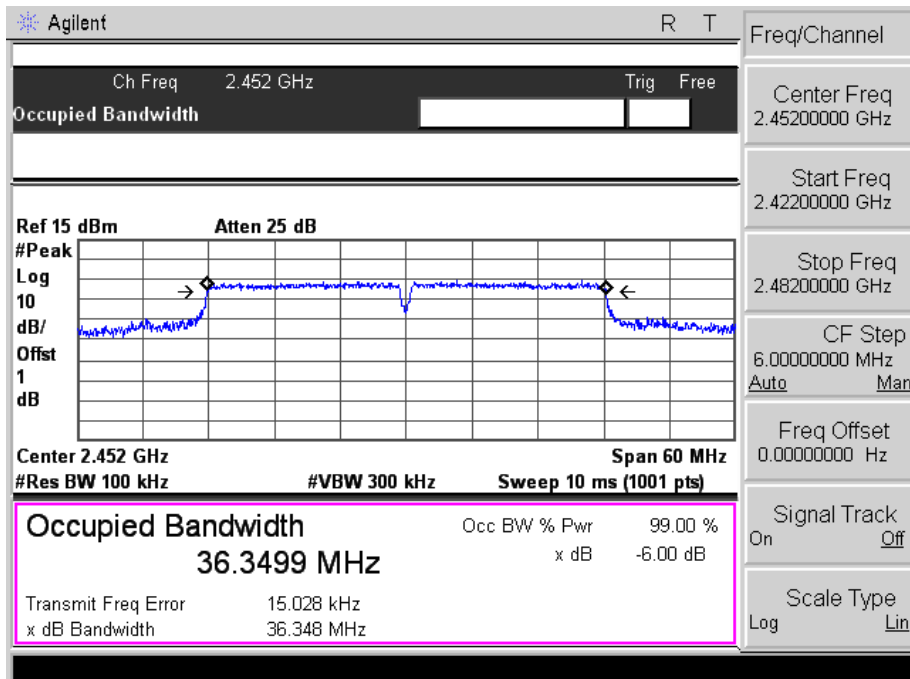 Agilent R T
Ch Freq 2.452 GHz Trig Free
Occupied Bandwidth
Ref 15 dBm Atten 25 dB
#Peak
Log
10
dB/
Offst
1
dB
Center 2.452 GHz Span 60 MHz
#Res BW 100 kHz #VBW 300 kHz Sweep 10 ms (1001 pts)
Occupied Bandwidth Occ BW % Pwr 99.00 %
36.3499 MHz x dB -6.00 dB
Transmit Freq Error 15.028 kHz
x dB Bandwidth 36.348 MHz
Freq/Channel
Center Freq
2.45200000 GHz
Start Freq
2.42200000 GHz
Stop Freq
2.48200000 GHz
CF Step
6.00000000 MHz
Auto Man
Freq Offset
0.00000000 Hz
Signal Track
On Off
Scale Type
Log Lin